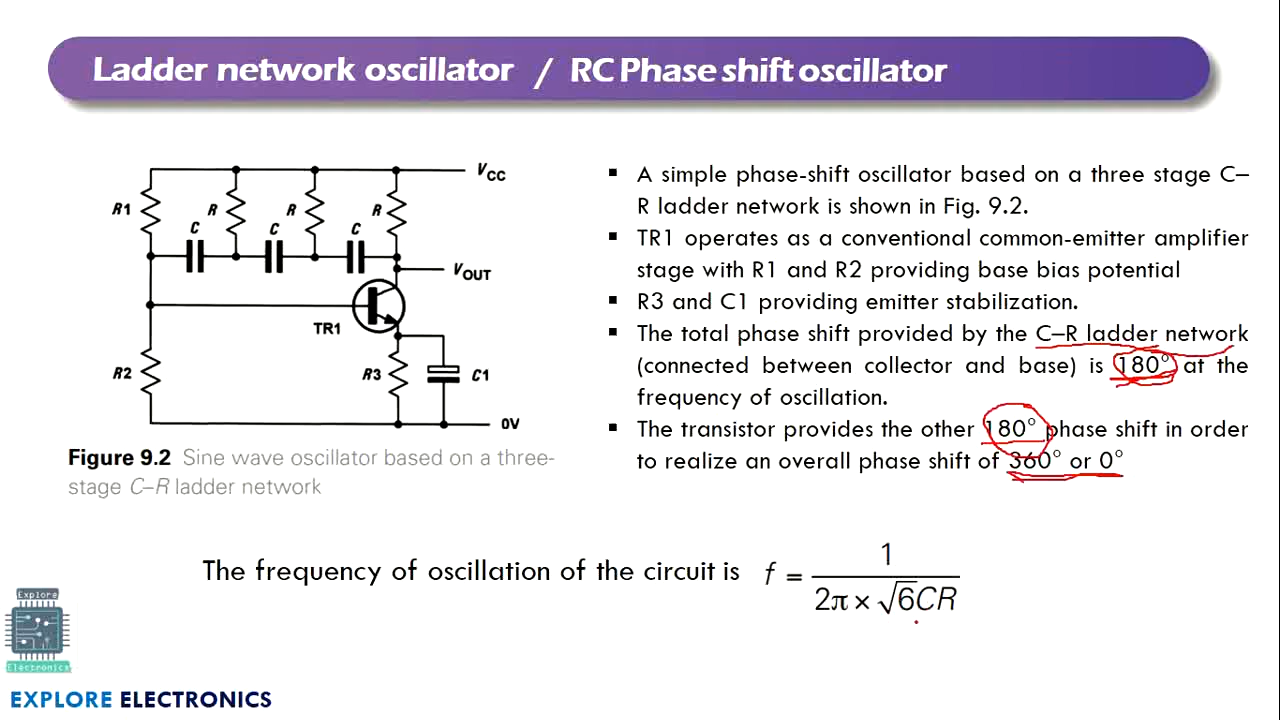 Ladder network oscillator / RC Phase shift oscillator
VCC
R1
R
R
R
C
C
C
VOUT
TR1
R2
R3
C1
0V
Figure 9.2 Sine wave oscillator based on a three-
stage C–R ladder network
▪ A simple phase-shift oscillator based on a three stage C–
R ladder network is shown in Fig. 9.2.
▪ TR1 operates as a conventional common-emitter amplifier
stage with R1 and R2 providing base bias potential
▪ R3 and C1 providing emitter stabilization.
▪ The total phase shift provided by the C–R ladder network
(connected between collector and base) is 180° at the
frequency of oscillation.
▪ The transistor provides the other 180° phase shift in order
to realize an overall phase shift of 360° or 0°
The frequency of oscillation of the circuit is f = 1 / 2π × √6CR
Explore
Electronics
EXPLORE ELECTRONICS